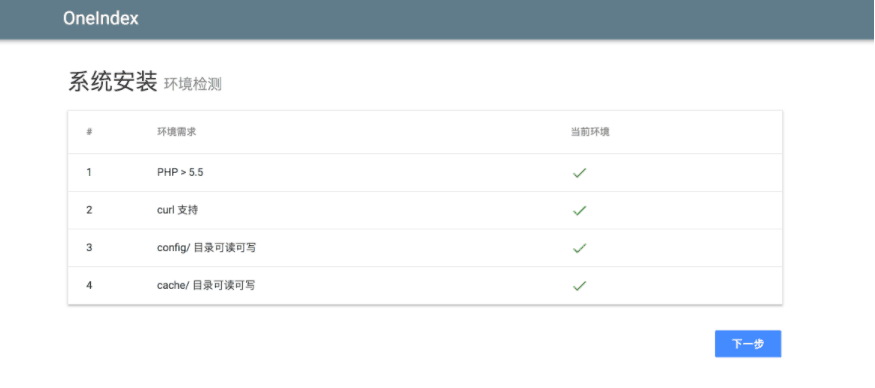 OneIndex
系统安装 环境检测
# 环境需求 当前环境
1 PHP > 5.5
2 curl 支持
3 config/ 目录可读可写
4 cache/ 目录可读可写
下一步